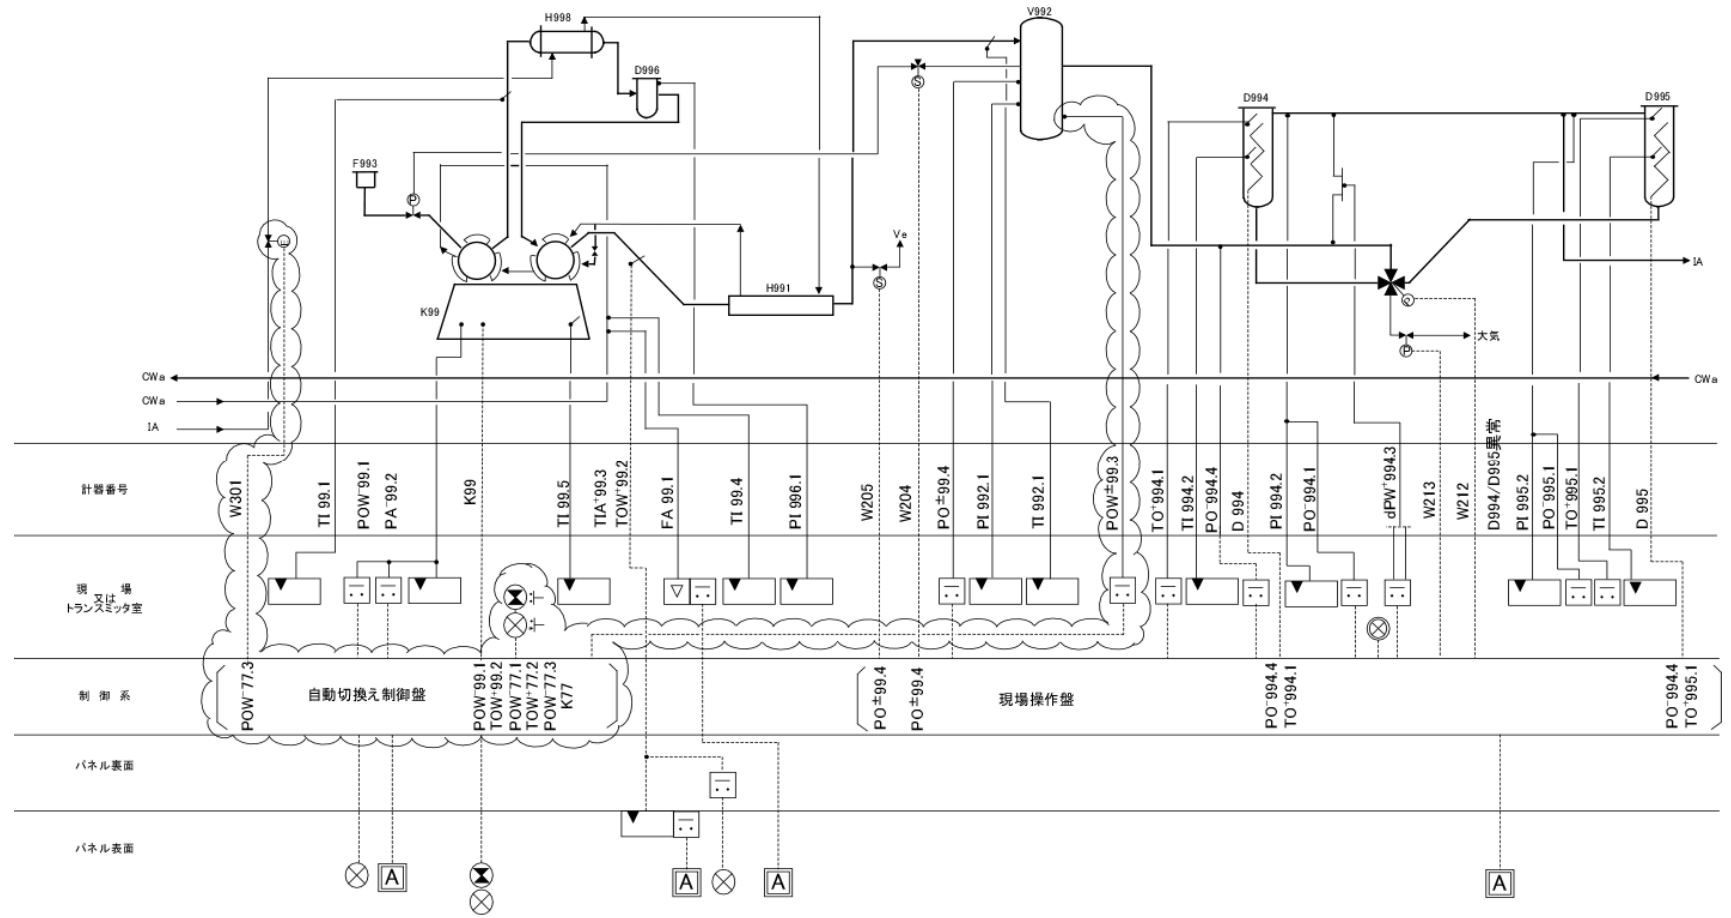 V992
H998
D996
D994
D995
F993
Ve
IA
H991
K99
大気
CWa
CWa
CWa
IA
計器番号
W301
TI 99.1
POW⁻99.1
PA⁻99.2
K99
TI 99.5
TIA⁺99.3
TOW⁺99.2
FA 99.1
TI 99.4
PI 996.1
W205
W204
PO±99.4
PI 992.1
TI 992.1
POW±99.3
TO⁺994.1
TI 994.2
PO⁻994.4
D 994
PI 994.2
PO⁻994.1
dPW⁺994.3
W213
W212
D994/D995異常
PI 995.2
PO⁻995.1
TO⁺995.1
TI 995.2
D 995
P
S
S
P
現 場
又は
トランスミッタ室
制 御 系
POW⁻77.3
自動切換え制御盤
POW⁻99.1
TOW⁺99.2
POW⁻77.1
TOW⁺77.2
POW⁻77.3
K77
PO±99.4
PO±99.4
現場操作盤
PO⁻994.4
TO⁺994.1
PO⁻994.4
TO⁺995.1
パネル裏面
パネル表面
A
A
A
A